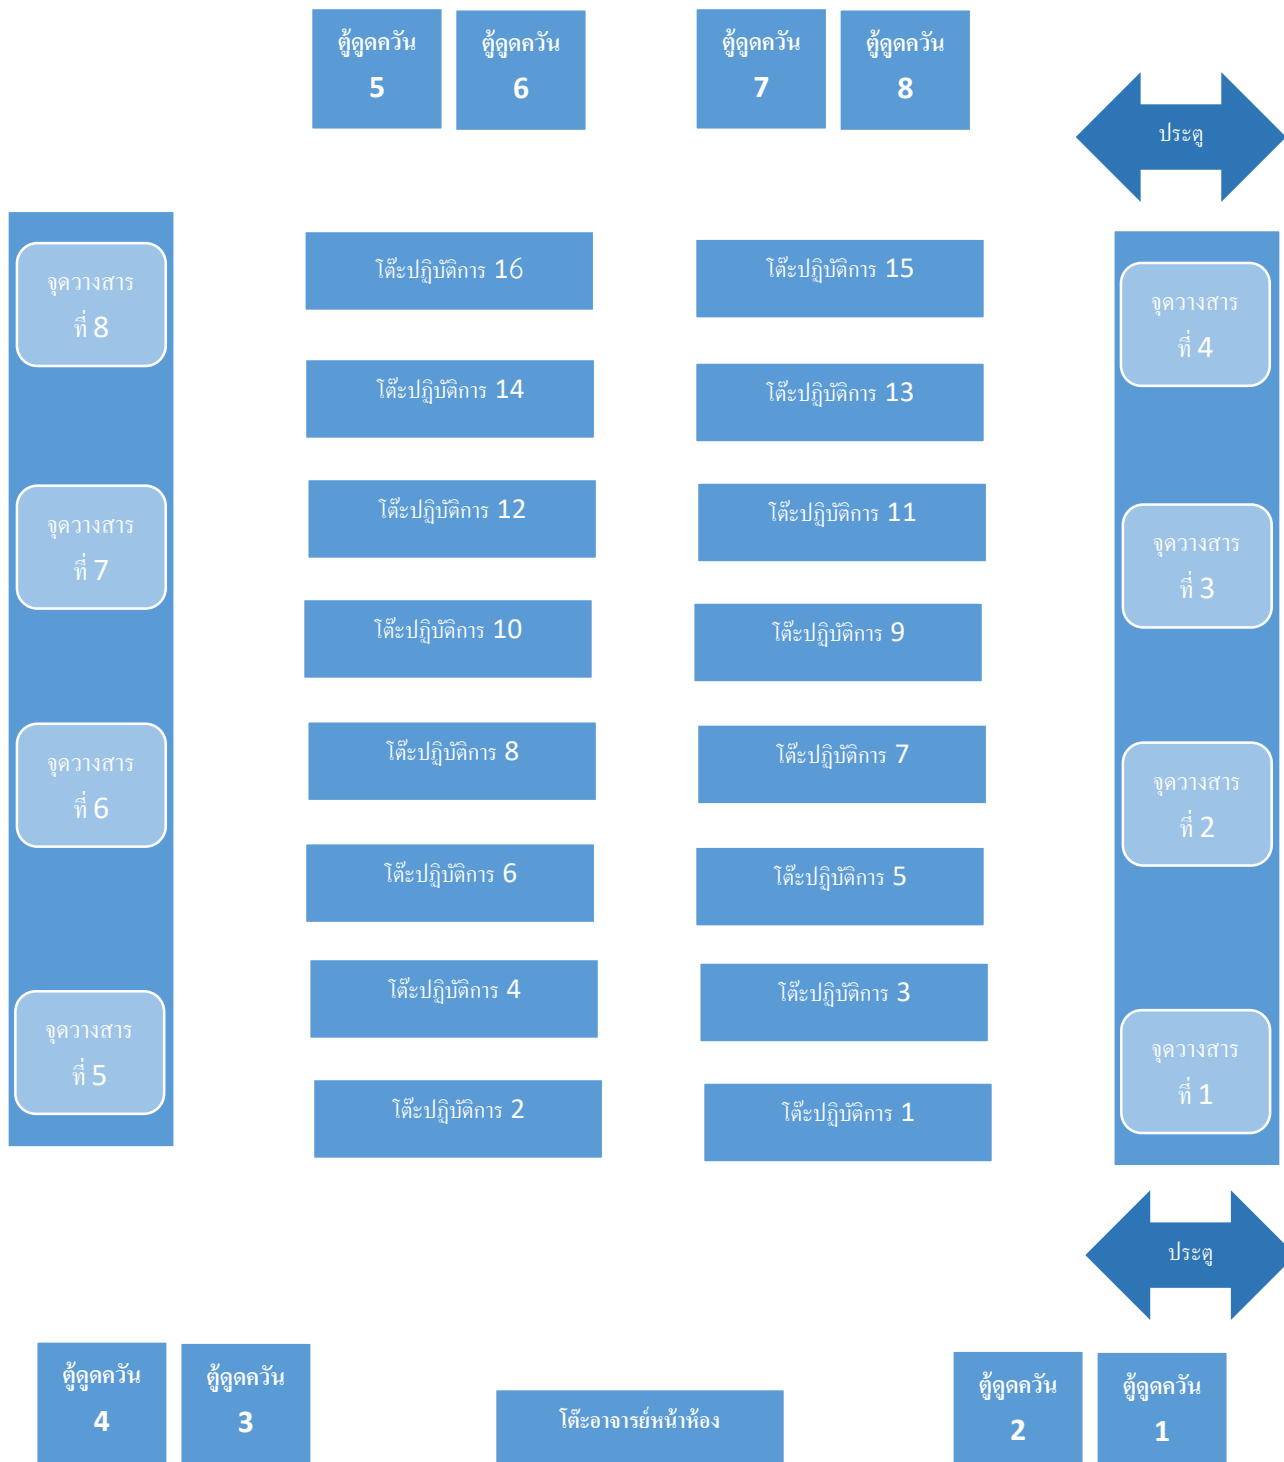 ตู้ดูดควัน
5
ตู้ดูดควัน
6
ตู้ดูดควัน
7
ตู้ดูดควัน
8
ประตู
จุดวางสาร
ที่ 8
โต๊ะปฏิบัติการ 16
โต๊ะปฏิบัติการ 15
จุดวางสาร
ที่ 4
โต๊ะปฏิบัติการ 14
โต๊ะปฏิบัติการ 13
จุดวางสาร
ที่ 7
โต๊ะปฏิบัติการ 12
โต๊ะปฏิบัติการ 11
จุดวางสาร
ที่ 3
โต๊ะปฏิบัติการ 10
โต๊ะปฏิบัติการ 9
จุดวางสาร
ที่ 6
โต๊ะปฏิบัติการ 8
โต๊ะปฏิบัติการ 7
จุดวางสาร
ที่ 2
โต๊ะปฏิบัติการ 6
โต๊ะปฏิบัติการ 5
จุดวางสาร
ที่ 5
โต๊ะปฏิบัติการ 4
โต๊ะปฏิบัติการ 3
จุดวางสาร
ที่ 1
โต๊ะปฏิบัติการ 2
โต๊ะปฏิบัติการ 1
ประตู
ตู้ดูดควัน
4
ตู้ดูดควัน
3
โต๊ะอาจารย์หน้าห้อง
ตู้ดูดควัน
2
ตู้ดูดควัน
1